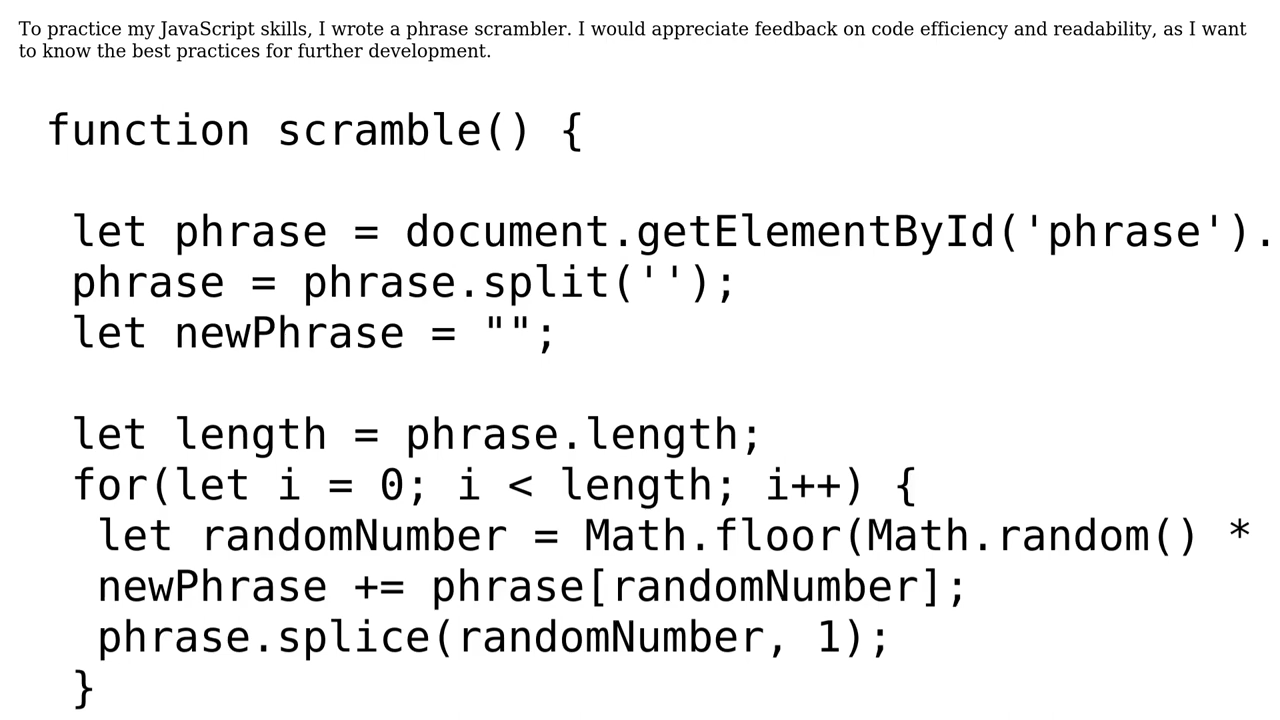 To practice my JavaScript skills, I wrote a phrase scrambler. I would appreciate feedback on code efficiency and readability, as I want
to know the best practices for further development.
function scramble() {
let phrase = document.getElementById('phrase').
phrase = phrase.split('');
let newPhrase = "";
let length = phrase.length;
for(let i = 0; i < length; i++) {
let randomNumber = Math.floor(Math.random() *
newPhrase += phrase[randomNumber];
phrase.splice(randomNumber, 1);
}